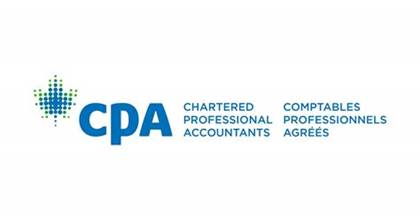 CPA
CHARTERED
PROFESSIONAL
ACCOUNTANTS
COMPTABLES
PROFESSIONNELS
AGRÉÉS